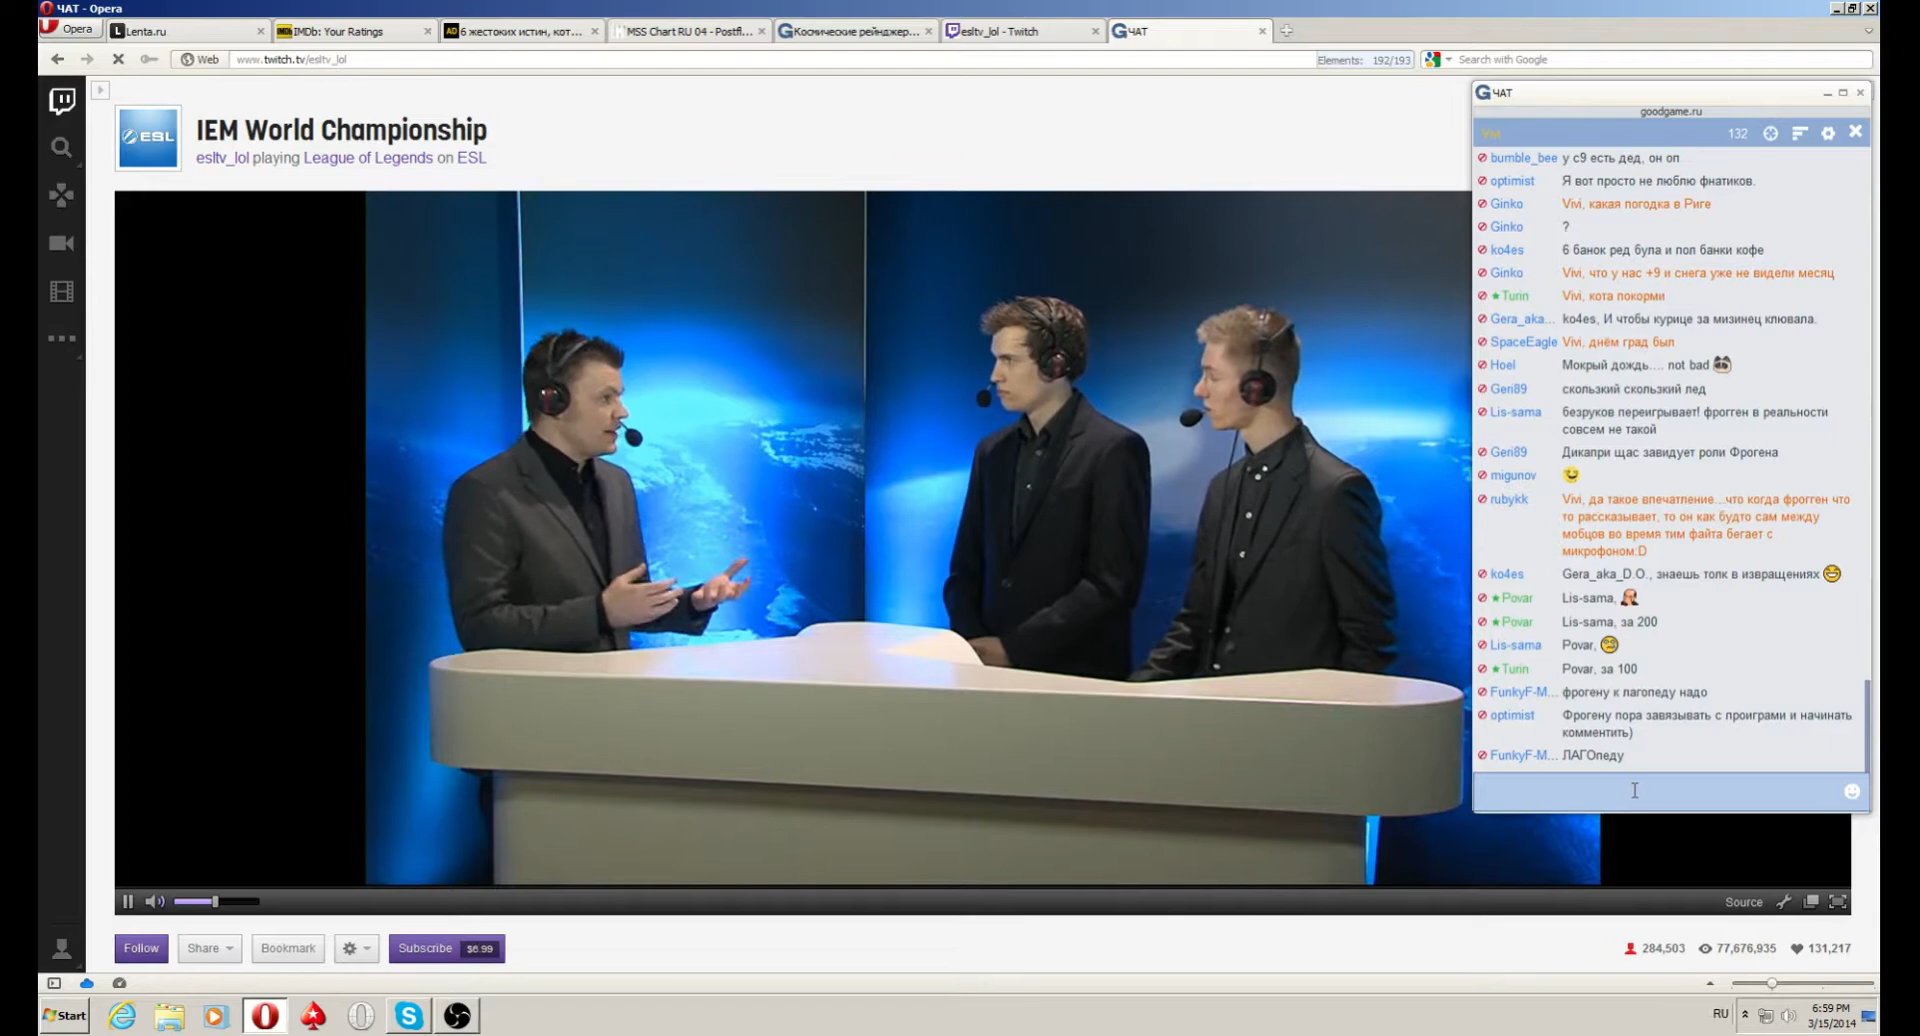 ЧАТ - Opera
Opera
Lenta.ru
IMDb: Your Ratings
6 жестоких истин, кот...
MSS Chart RU 04 - Postfl...
Космические рейнджер...
esltv_lol - Twitch
ЧАТ
Web
www.twitch.tv/esltv_lol
Elements: 192/193
Search with Google
ESL
IEM World Championship
esltv_lol playing League of Legends on ESL
ЧАТ
goodgame.ru
Vivi
132
bumble_bee у с9 есть дед, он оп
optimist Я вот просто не люблю фнатиков.
Ginko Vivi, какая погодка в Риге
Ginko ?
ko4es 6 банок ред була и пол банки кофе
Ginko Vivi, что у нас +9 и снега уже не видели месяц
Turin Vivi, кота покорми
Gera_aka... ko4es, И чтобы курице за мизинец клювала.
SpaceEagle Vivi, днём град был
Hoel Мокрый дождь.... not bad
Geri89 скользкий скользкий лед
Lis-sama безруков переигрывает! фрогген в реальности
совсем не такой
Geri89 Дикапри щас завидует роли Фрогена
migunov
rubykk Vivi, да такое впечатление...что когда фрогген что
то рассказывает, то он как будто сам между
мобцов во время тим файта бегает с
микрофоном:D
ko4es Gera_aka_D.O., знаешь толк в извращениях
Povar Lis-sama,
Povar Lis-sama, за 200
Lis-sama Povar,
Turin Povar, за 100
FunkyF-M... фрогену к лагопеду надо
optimist Фрогену пора завязывать с проиграми и начинать
комментить)
FunkyF-M... ЛАГОпеду
Source
Follow
Share
Bookmark
Subscribe $6.99
284,503
77,676,935
131,217
Start
RU
6:59 PM
3/15/2014